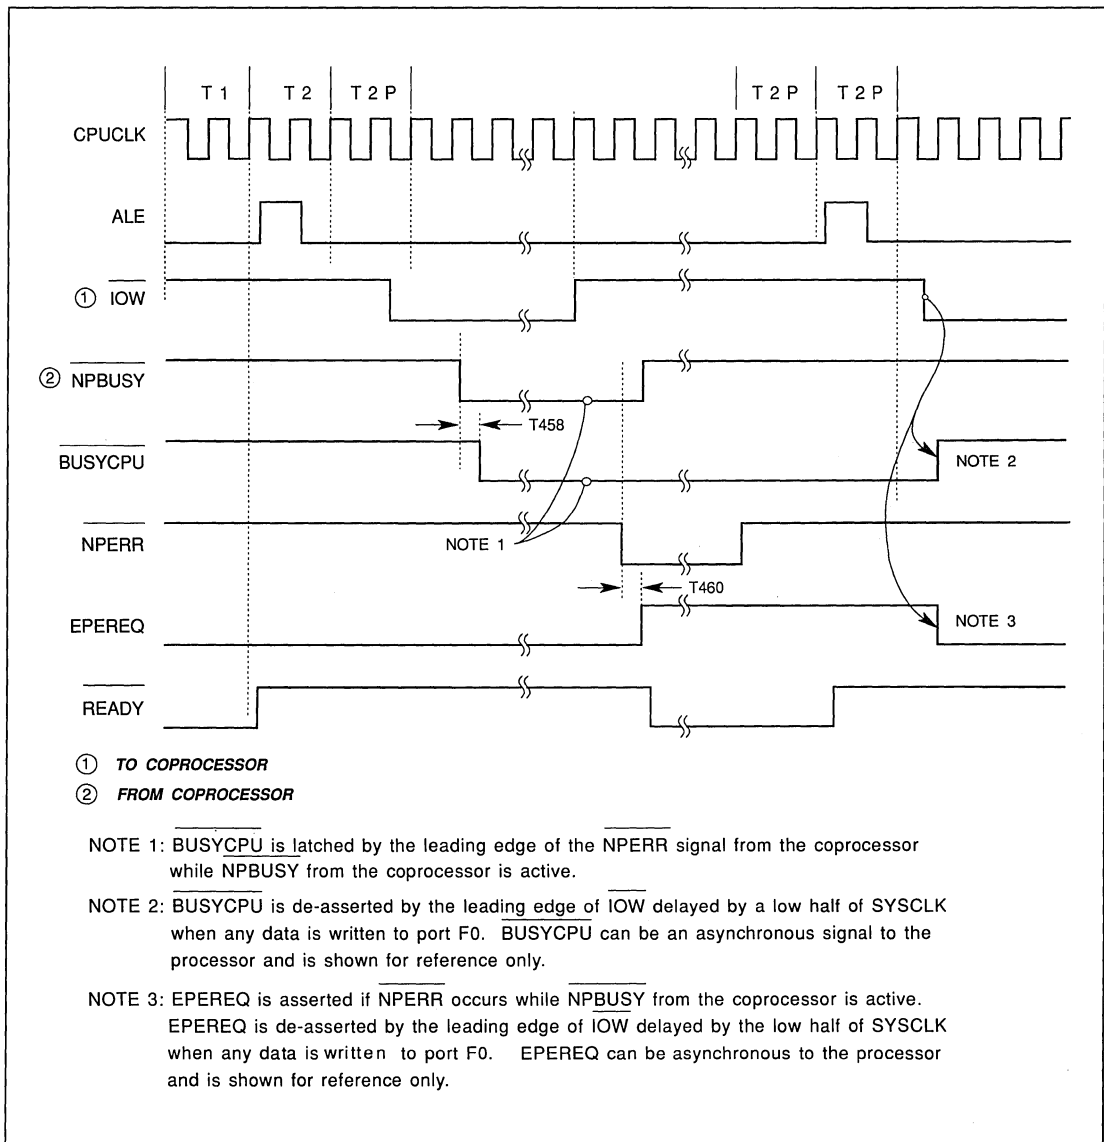 T 1 T 2 T 2 P T 2 P T 2 P
CPUCLK
ALE
① IOW
② NPBUSY
T458
BUSYCPU
NOTE 2
NPERR
NOTE 1
T460
EPEREQ
NOTE 3
READY
① TO COPROCESSOR
② FROM COPROCESSOR
NOTE 1: BUSYCPU is latched by the leading edge of the NPERR signal from the coprocessor
while NPBUSY from the coprocessor is active.
NOTE 2: BUSYCPU is de-asserted by the leading edge of IOW delayed by a low half of SYSCLK
when any data is written to port F0. BUSYCPU can be an asynchronous signal to the
processor and is shown for reference only.
NOTE 3: EPEREQ is asserted if NPERR occurs while NPBUSY from the coprocessor is active.
EPEREQ is de-asserted by the leading edge of IOW delayed by the low half of SYSCLK
when any data is written to port F0. EPEREQ can be asynchronous to the processor
and is shown for reference only.